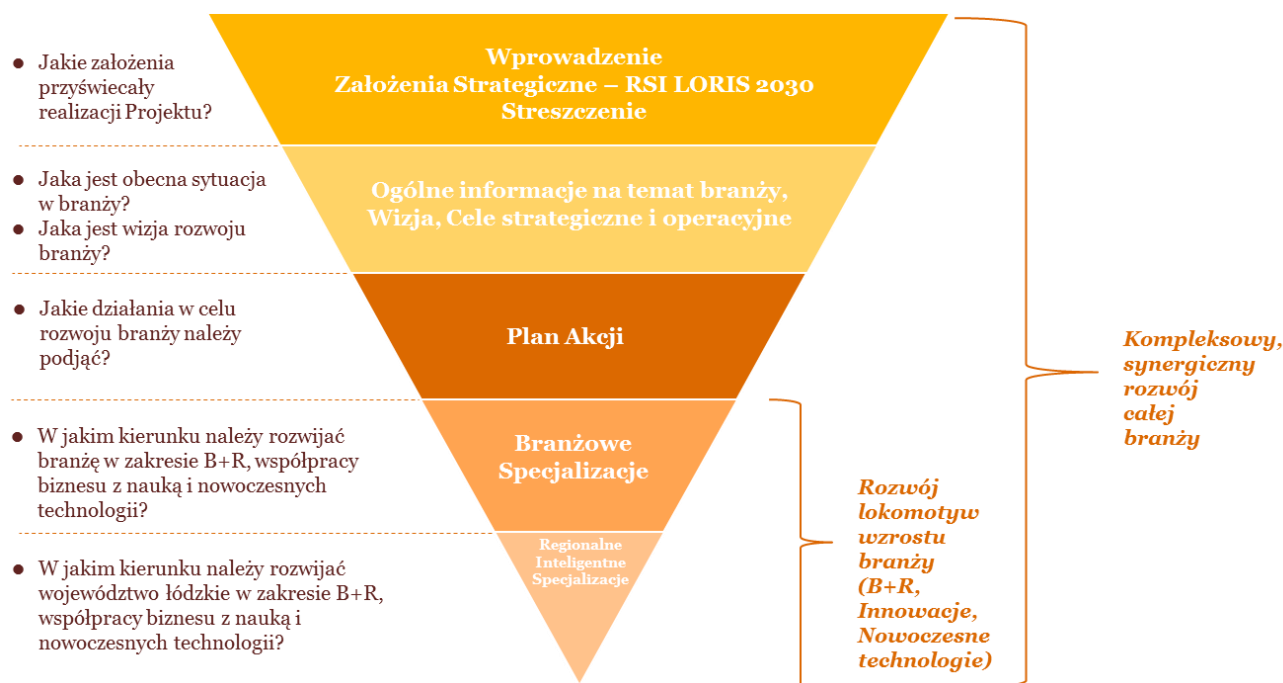 ● Jakie założenia
przyświecały
realizacji Projektu?
Wprowadzenie
Założenia Strategiczne – RSI LORIS 2030
Streszczenie
● Jaka jest obecna sytuacja
w branży?
● Jaka jest wizja rozwoju
branży?
Ogólne informacje na temat branży,
Wizja, Cele strategiczne i operacyjne
● Jakie działania w celu
rozwoju branży należy
podjąć?
Plan Akcji
● W jakim kierunku należy rozwijać
branżę w zakresie B+R, współpracy
biznesu z nauką i nowoczesnych
technologii?
Branżowe
Specjalizacje
● W jakim kierunku należy rozwijać
województwo łódzkie w zakresie B+R,
współpracy biznesu z nauką i
nowoczesnych technologii?
Regionalne
Inteligentne
Specjalizacje
Rozwój
lokomotyw
wzrostu
branży
(B+R,
Innowacje,
Nowoczesne
technologie)
Kompleksowy,
synergiczny
rozwój
całej
branży